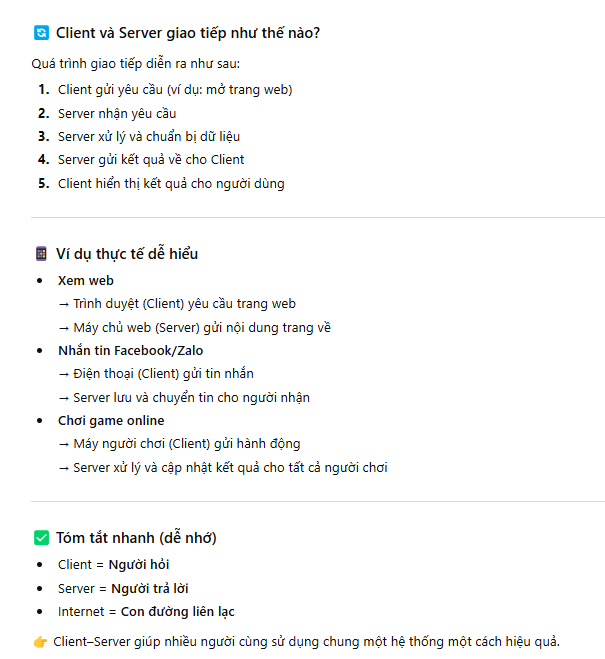 🔄 Client và Server giao tiếp như thế nào?
Quá trình giao tiếp diễn ra như sau:
1. Client gửi yêu cầu (ví dụ: mở trang web)
2. Server nhận yêu cầu
3. Server xử lý và chuẩn bị dữ liệu
4. Server gửi kết quả về cho Client
5. Client hiển thị kết quả cho người dùng
Ví dụ thực tế dễ hiểu
• Xem web
→ Trình duyệt (Client) yêu cầu trang web
→ Máy chủ web (Server) gửi nội dung trang về
• Nhắn tin Facebook/Zalo
→ Điện thoại (Client) gửi tin nhắn
→ Server lưu và chuyển tin cho người nhận
• Chơi game online
→ Máy người chơi (Client) gửi hành động
→ Server xử lý và cập nhật kết quả cho tất cả người chơi
✅ Tóm tắt nhanh (dễ nhớ)
• Client = Người hỏi
• Server = Người trả lời
• Internet = Con đường liên lạc
👉 Client–Server giúp nhiều người cùng sử dụng chung một hệ thống một cách hiệu quả.